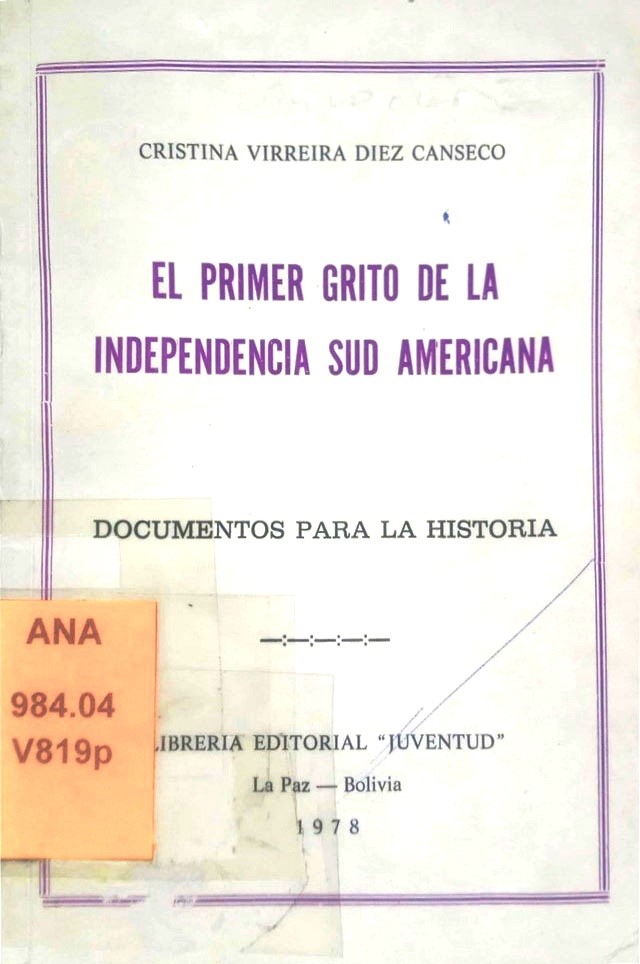 CRISTINA VIRREIRA DIEZ CANSECO
EL PRIMER GRITO DE LA
INDEPENDENCIA SUD AMERICANA
DOCUMENTOS PARA LA HISTORIA
ANA
984.04
V819p
LIBRERIA EDITORIAL “JUVENTUD”
La Paz — Bolivia
1978